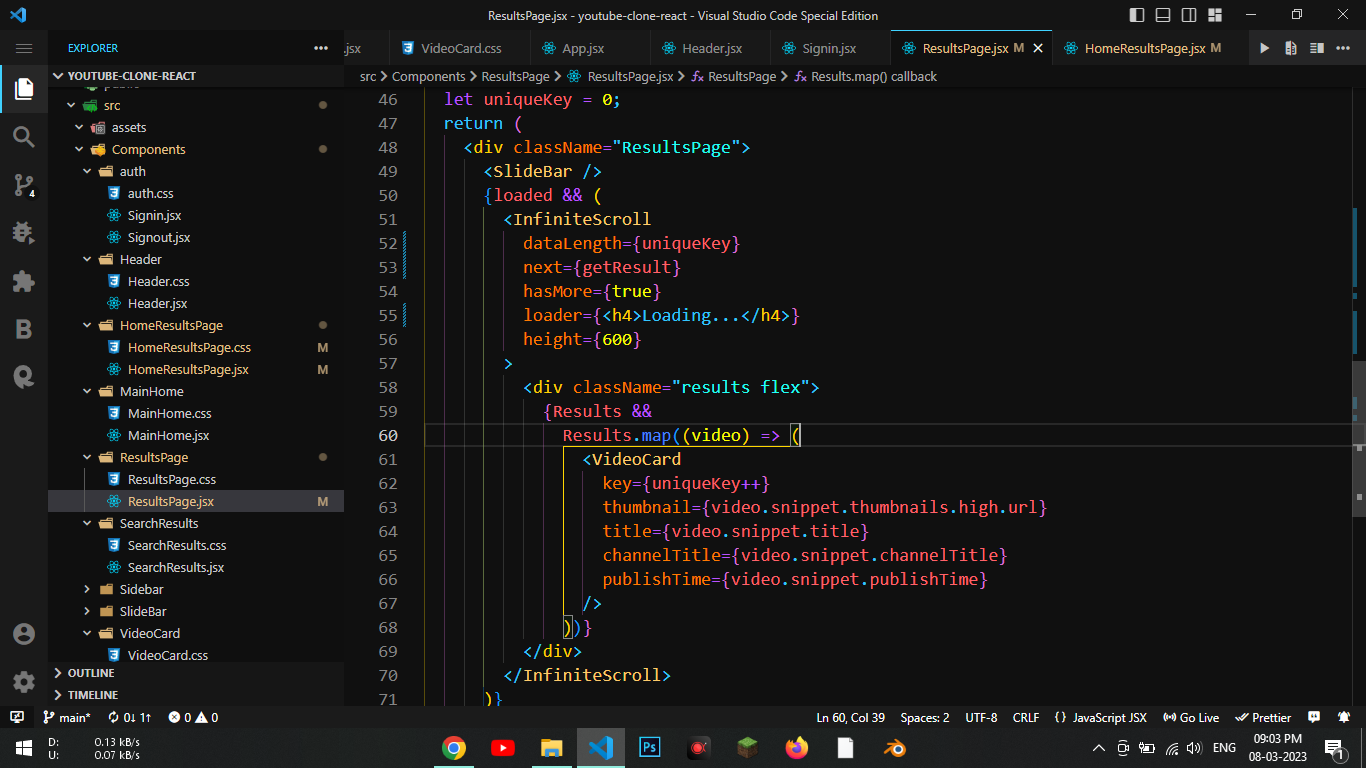 ResultsPage.jsx - youtube-clone-react - Visual Studio Code Special Edition
EXPLORER
.jsx
VideoCard.css
App.jsx
Header.jsx
Signin.jsx
ResultsPage.jsx M
HomeResultsPage.jsx M
src > Components > ResultsPage > ResultsPage.jsx > ResultsPage > Results.map() callback
YOUTUBE-CLONE-REACT
public
src
assets
Components
auth
auth.css
Signin.jsx
Signout.jsx
Header
Header.css
Header.jsx
HomeResultsPage
HomeResultsPage.css M
HomeResultsPage.jsx M
MainHome
MainHome.css
MainHome.jsx
ResultsPage
ResultsPage.css
ResultsPage.jsx M
SearchResults
SearchResults.css
SearchResults.jsx
Sidebar
SlideBar
VideoCard
VideoCard.css
OUTLINE
TIMELINE
4
B
46 let uniqueKey = 0;
47 return (
48 <div className="ResultsPage">
49 <SlideBar />
50 {loaded && (
51 <InfiniteScroll
52 dataLength={uniqueKey}
53 next={getResult}
54 hasMore={true}
55 loader={<h4>Loading...</h4>}
56 height={600}
57 >
58 <div className="results flex">
59 {Results &&
60 Results.map((video) => (
61 <VideoCard
62 key={uniqueKey++}
63 thumbnail={video.snippet.thumbnails.high.url}
64 title={video.snippet.title}
65 channelTitle={video.snippet.channelTitle}
66 publishTime={video.snippet.publishTime}
67 />
68 ))}
69 </div>
70 </InfiniteScroll>
71 )}
main* 0↓ 1↑ 0 0
Ln 60, Col 39 Spaces: 2 UTF-8 CRLF {} JavaScript JSX Go Live Prettier
D: 0.13 kB/s
U: 0.07 kB/s
Ps
ENG
09:03 PM
08-03-2023
1